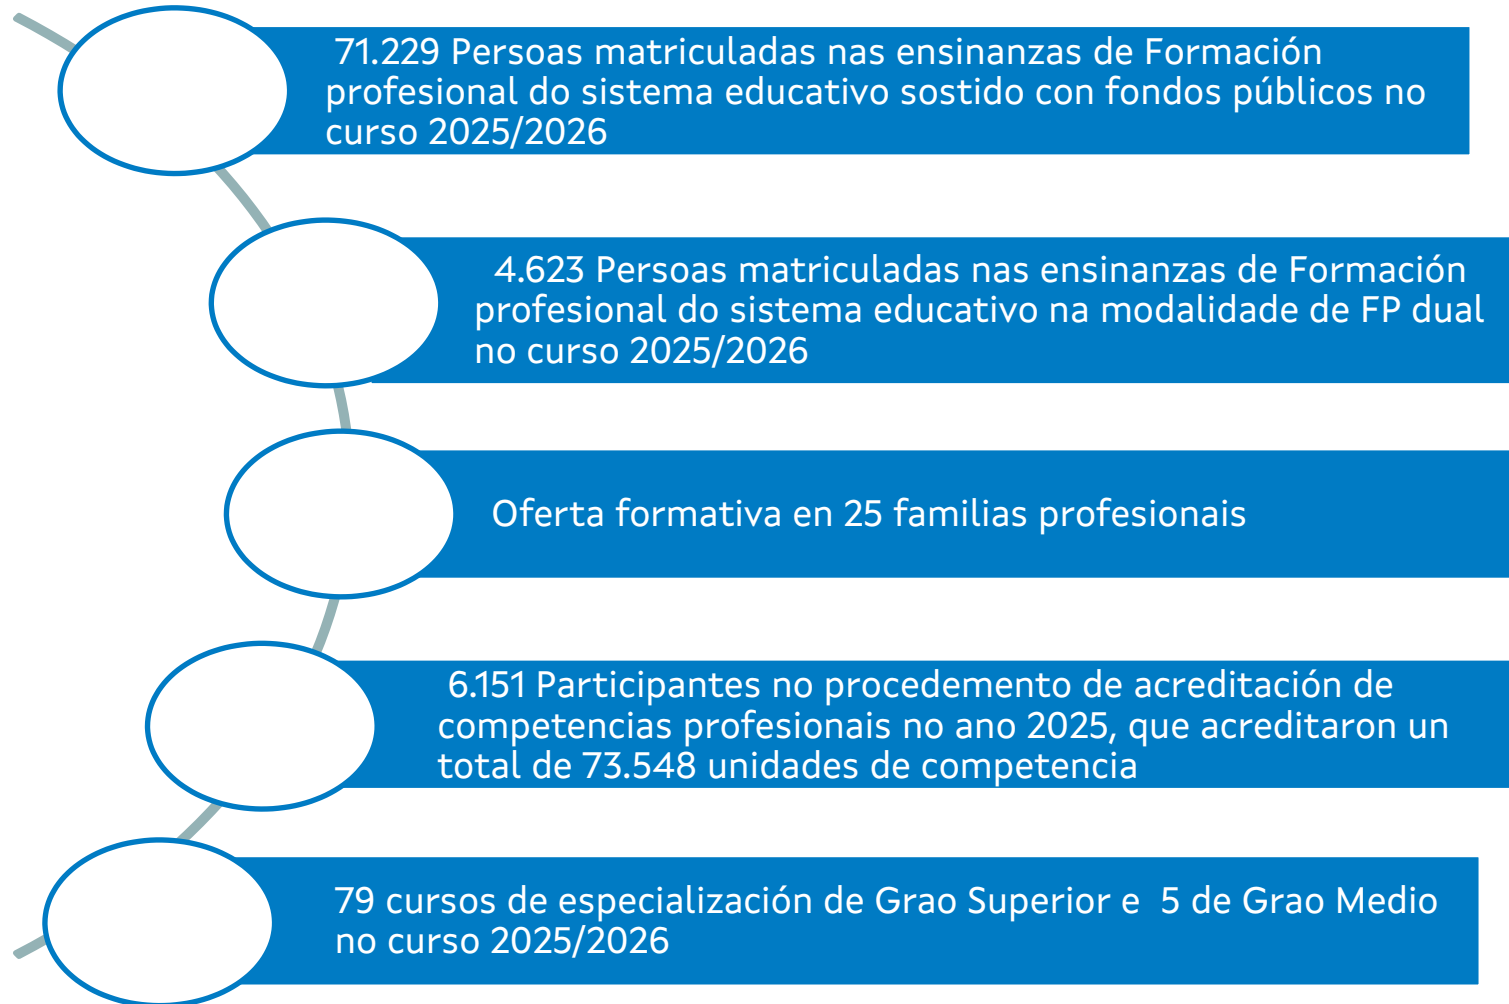 71.229 Persoas matriculadas nas ensinanzas de Formación
profesional do sistema educativo sostido con fondos públicos no
curso 2025/2026
4.623 Persoas matriculadas nas ensinanzas de Formación
profesional do sistema educativo na modalidade de FP dual
no curso 2025/2026
Oferta formativa en 25 familias profesionais
6.151 Participantes no procedemento de acreditación de
competencias profesionais no ano 2025, que acreditaron un
total de 73.548 unidades de competencia
79 cursos de especialización de Grao Superior e  5 de Grao Medio
no curso 2025/2026